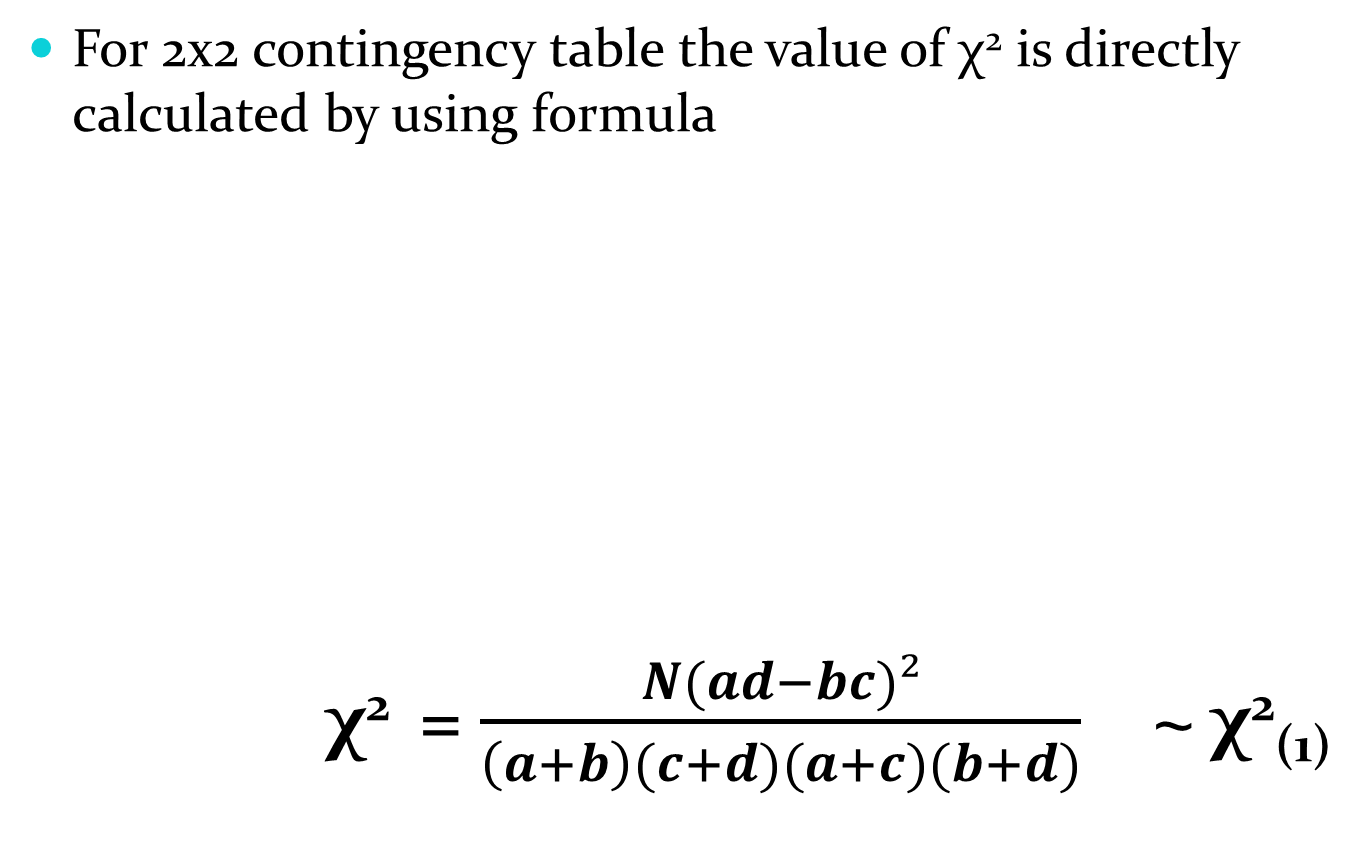 • For 2x2 contingency table the value of χ² is directly
calculated by using formula
χ² = N(ad−bc)² / (a+b)(c+d)(a+c)(b+d) ~ χ²₍₁₎